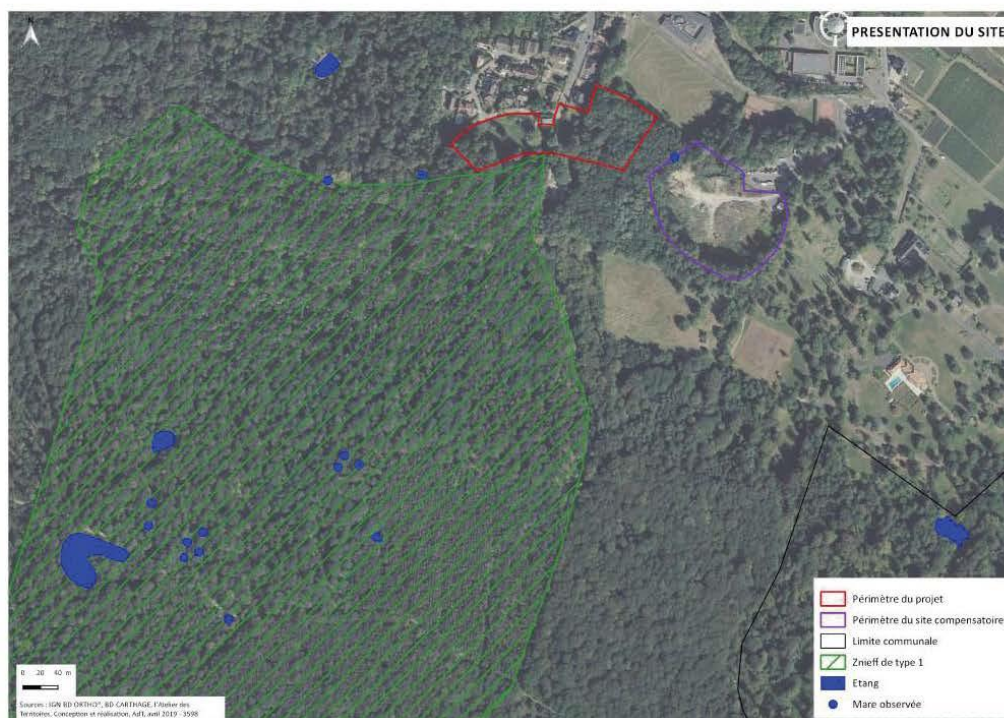 N
PRESENTATION DU SITE
Périmètre du projet
Périmètre du site compensatoire
Limite communale
Znieff de type 1
Etang
Mare observée
0 20 40 m
Sources : IGN BD ORTHO®, BD CARTHAGE, l'Atelier des
Territoires, Conception et réalisation, AdT, avril 2019 - 3598